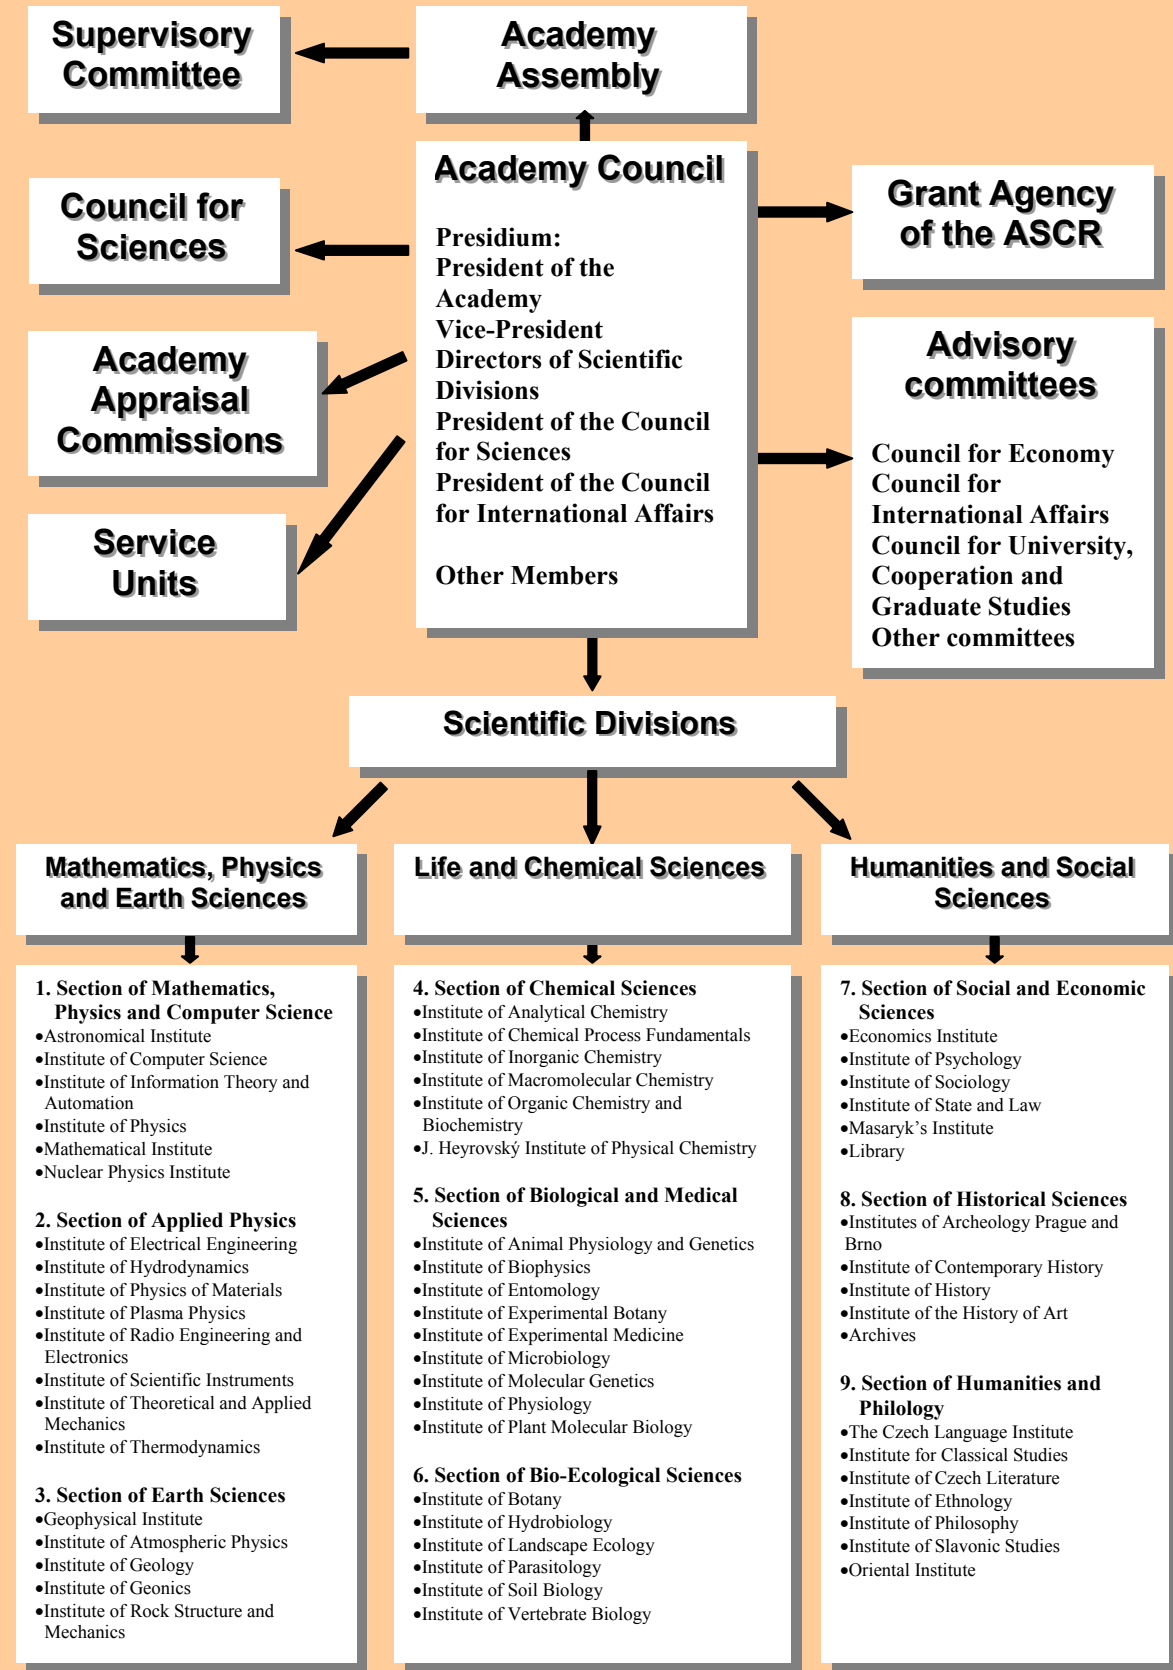 Supervisory
Committee
Academy
Assembly
Council for
Sciences
Academy
Appraisal
Commissions
Service
Units
Academy Council
Presidium:
President of the
Academy
Vice-President
Directors of Scientific
Divisions
President of the Council
for Sciences
President of the Council
for International Affairs
Other Members
Grant Agency
of the ASCR
Advisory
committees
Council for Economy
Council for
International Affairs
Council for University,
Cooperation and
Graduate Studies
Other committees
Scientific Divisions
Mathematics, Physics
and Earth Sciences
1. Section of Mathematics,
Physics and Computer Science
•Astronomical Institute
•Institute of Computer Science
•Institute of Information Theory and
Automation
•Institute of Physics
•Mathematical Institute
•Nuclear Physics Institute
2. Section of Applied Physics
•Institute of Electrical Engineering
•Institute of Hydrodynamics
•Institute of Physics of Materials
•Institute of Plasma Physics
•Institute of Radio Engineering and
Electronics
•Institute of Scientific Instruments
•Institute of Theoretical and Applied
Mechanics
•Institute of Thermodynamics
3. Section of Earth Sciences
•Geophysical Institute
•Institute of Atmospheric Physics
•Institute of Geology
•Institute of Geonics
•Institute of Rock Structure and
Mechanics
Life and Chemical Sciences
4. Section of Chemical Sciences
•Institute of Analytical Chemistry
•Institute of Chemical Process Fundamentals
•Institute of Inorganic Chemistry
•Institute of Macromolecular Chemistry
•Institute of Organic Chemistry and
Biochemistry
•J. Heyrovský Institute of Physical Chemistry
5. Section of Biological and Medical
Sciences
•Institute of Animal Physiology and Genetics
•Institute of Biophysics
•Institute of Entomology
•Institute of Experimental Botany
•Institute of Experimental Medicine
•Institute of Microbiology
•Institute of Molecular Genetics
•Institute of Physiology
•Institute of Plant Molecular Biology
6. Section of Bio-Ecological Sciences
•Institute of Botany
•Institute of Hydrobiology
•Institute of Landscape Ecology
•Institute of Parasitology
•Institute of Soil Biology
•Institute of Vertebrate Biology
Humanities and Social
Sciences
7. Section of Social and Economic
Sciences
•Economics Institute
•Institute of Psychology
•Institute of Sociology
•Institute of State and Law
•Masaryk's Institute
•Library
8. Section of Historical Sciences
•Institutes of Archeology Prague and
Brno
•Institute of Contemporary History
•Institute of History
•Institute of the History of Art
•Archives
9. Section of Humanities and
Philology
•The Czech Language Institute
•Institute for Classical Studies
•Institute of Czech Literature
•Institute of Ethnology
•Institute of Philosophy
•Institute of Slavonic Studies
•Oriental Institute